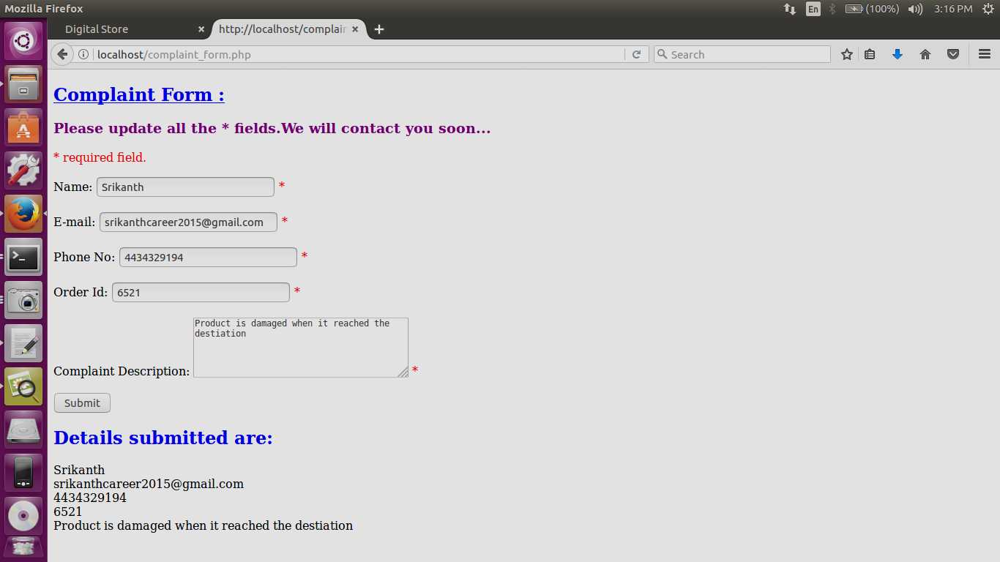 Mozilla Firefox
En
(100%)
3:16 PM
Digital Store
http://localhost/complair
localhost/complaint_form.php
Search
Complaint Form :
Please update all the * fields.We will contact you soon...
* required field.
Name: Srikanth *
E-mail: srikanthcareer2015@gmail.com *
Phone No: 4434329194 *
Order Id: 6521 *
Product is damaged when it reached the
destiation
Complaint Description: *
Submit
Details submitted are:
Srikanth
srikanthcareer2015@gmail.com
4434329194
6521
Product is damaged when it reached the destiation